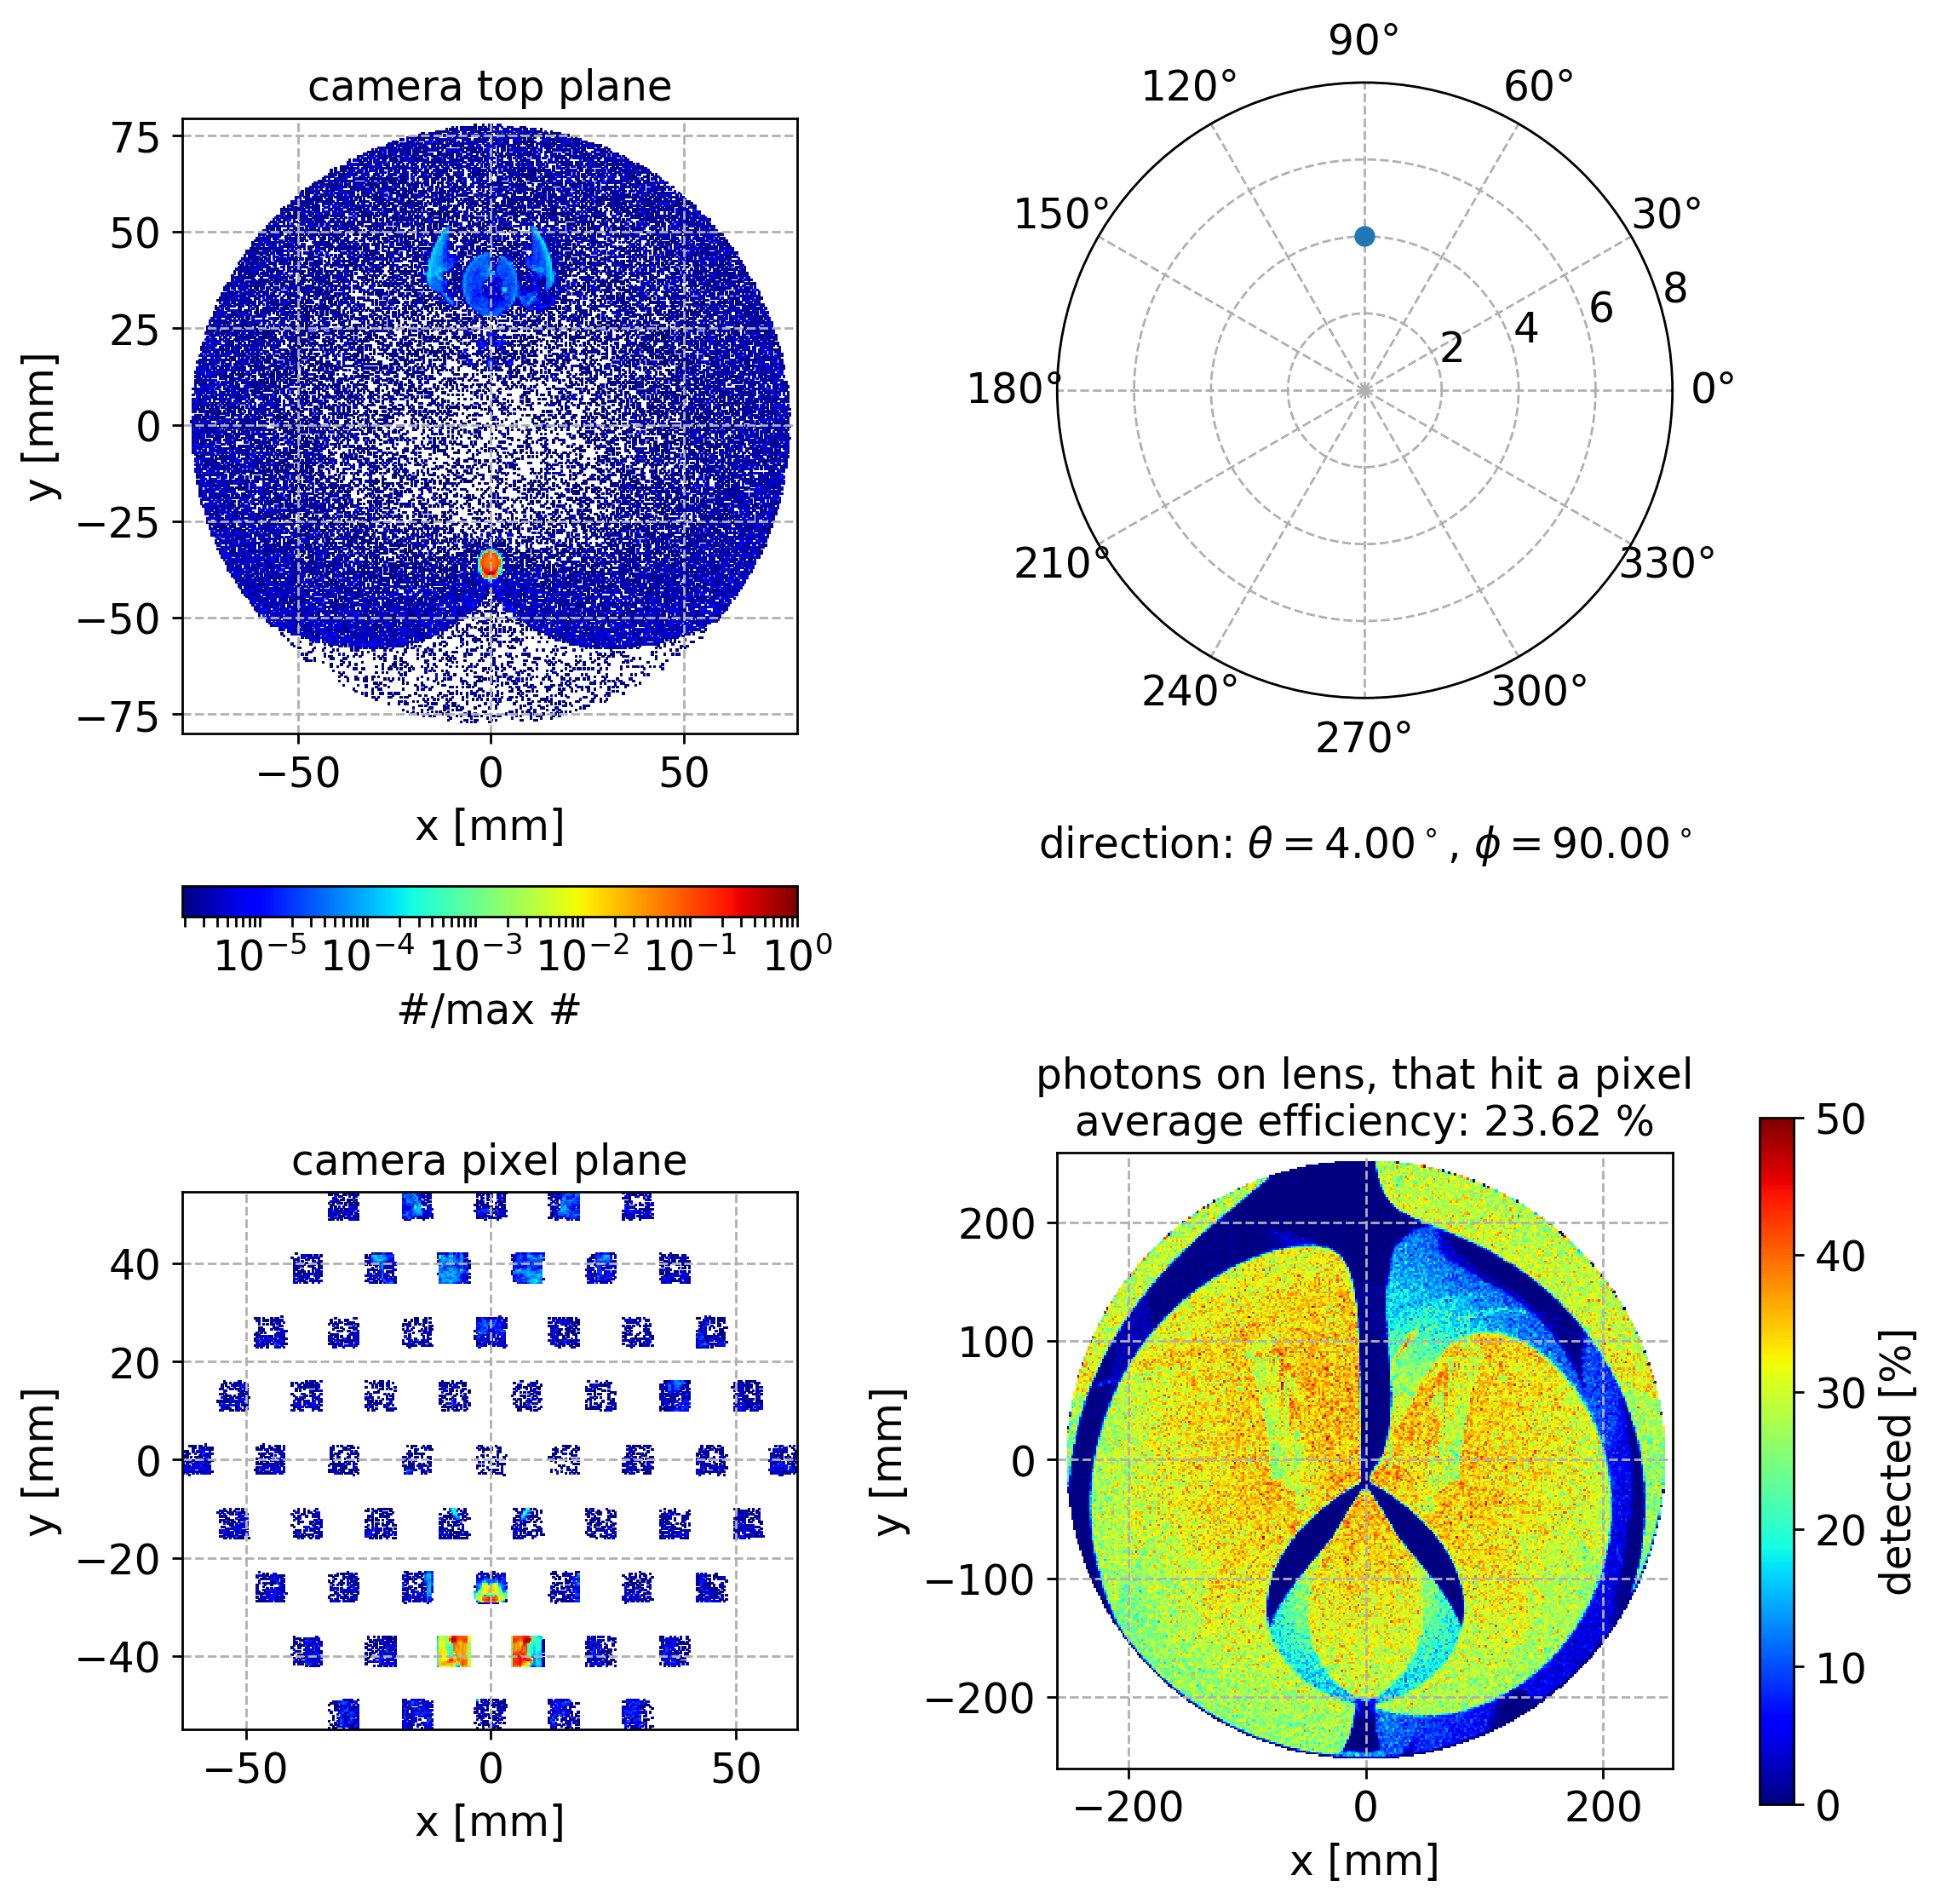 camera top plane
75
50
25
0
−25
−50
−75
y [mm]
−50 0 50
x [mm]
10⁻⁵ 10⁻⁴ 10⁻³ 10⁻² 10⁻¹ 10⁰
#/max #
90°
120° 60°
150° 30°
180° 0°
210° 330°
240° 300°
270°
2 4 6 8
direction: θ = 4.00°, ϕ = 90.00°
camera pixel plane
40
20
0
−20
−40
y [mm]
−50 0 50
x [mm]
photons on lens, that hit a pixel
average efficiency: 23.62 %
200
100
0
−100
−200
y [mm]
−200 0 200
x [mm]
50
40
30
20
10
0
detected [%]